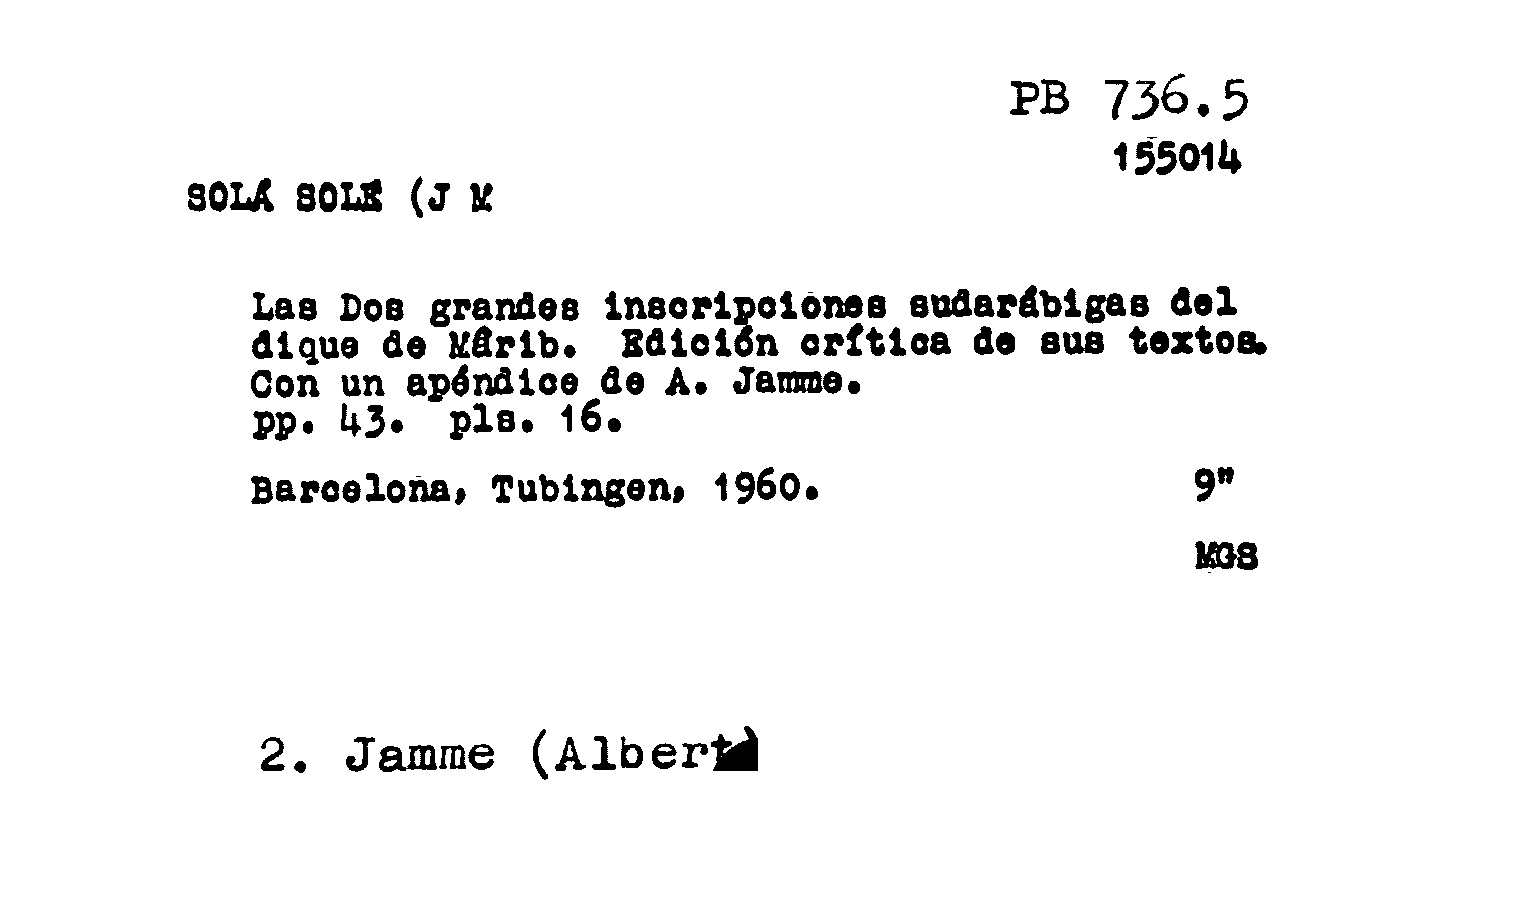 PB 736.5
155014
SOLÁ SOLÉ (J M
Las Dos grandes inscripciones sudarábigas del
dique de Mârib. Edición crítica de sus textos.
Con un apéndice de A. Jamme.
pp. 43. pls. 16.
Barcelona, Tubingen, 1960. 9"
MGS
2. Jamme (Albert)